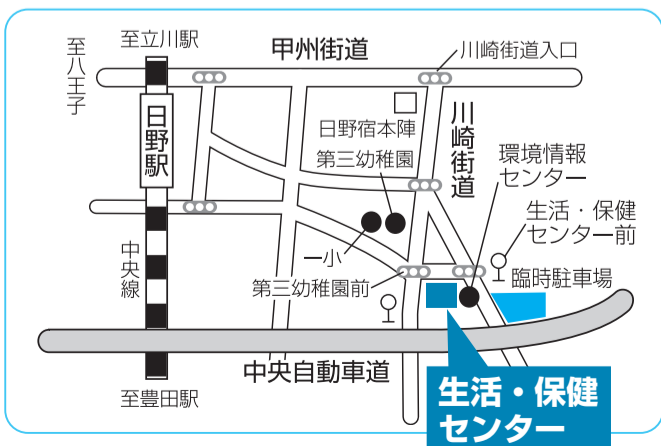 至立川駅
至八王子
甲州街道
川崎街道入口
日野駅
日野宿本陣
川崎街道
第三幼稚園
環境情報
センター
生活・保健
センター前
一小
中央線
第三幼稚園前
臨時駐車場
中央自動車道
至豊田駅
生活・保健
センター